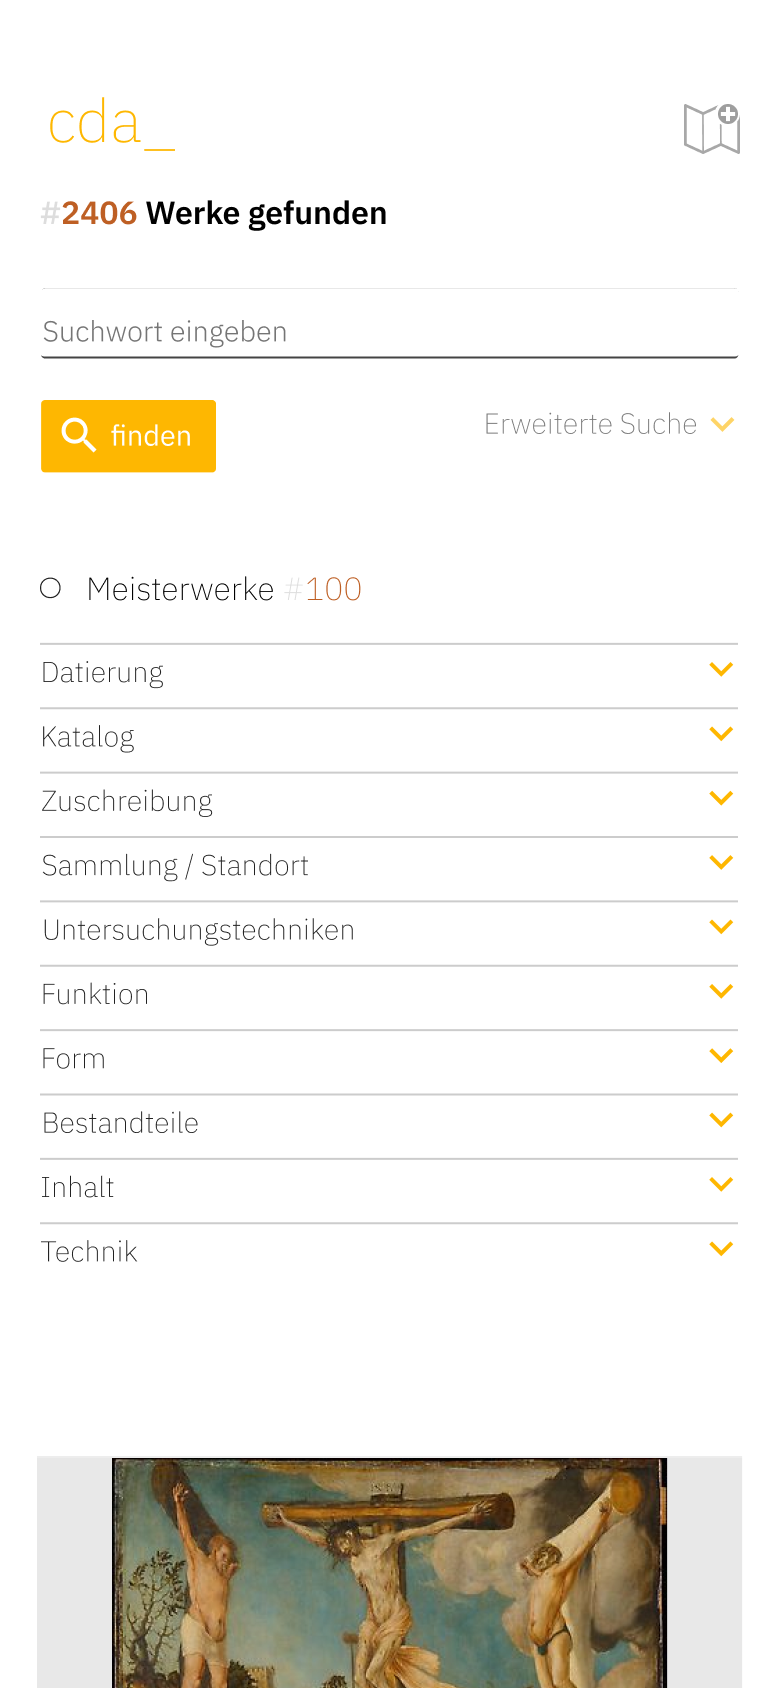 cda_
#2406 Werke gefunden
Suchwort eingeben
finden
Erweiterte Suche
Meisterwerke #100
Datierung
Katalog
Zuschreibung
Sammlung / Standort
Untersuchungstechniken
Funktion
Form
Bestandteile
Inhalt
Technik